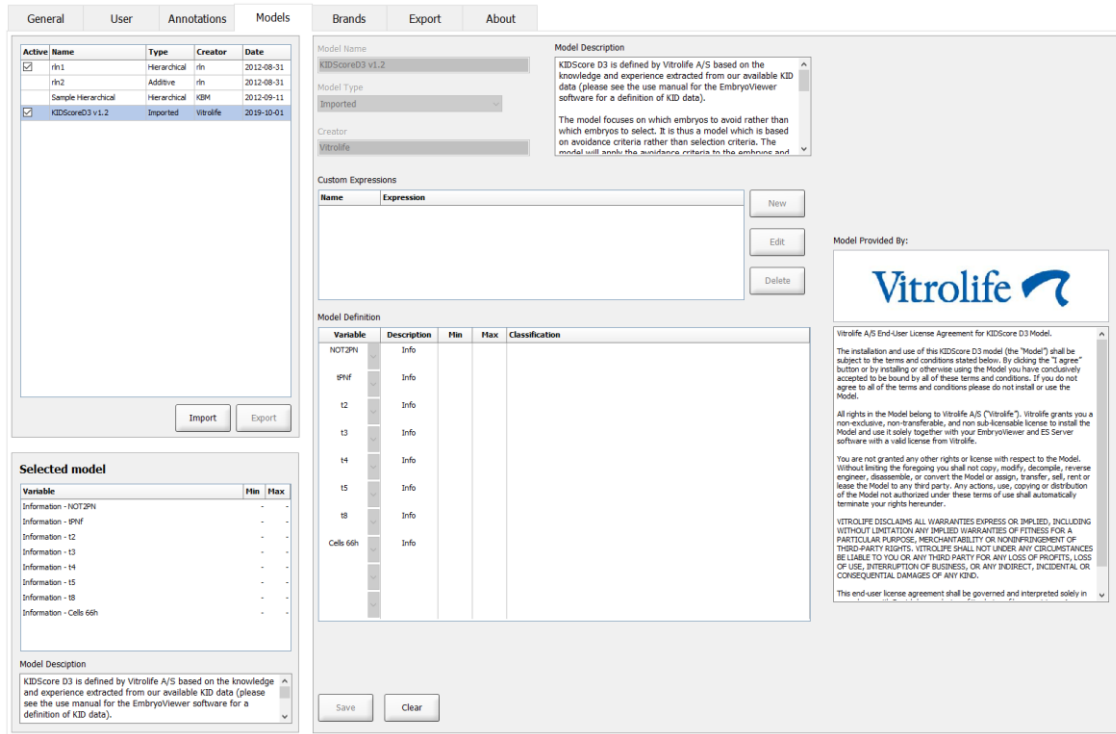 General User Annotations Models Brands Export About
Active Name Type Creator Date
rln1 Hierarchical rln 2012-08-31
rln2 Additive rln 2012-08-31
Sample Hierarchical Hierarchical KBM 2012-09-11
KIDScoreD3 v1.2 Imported Vitrolife 2019-10-01
Import Export
Selected model
Variable Min Max
Information - NOT2PN - -
Information - tPNf - -
Information - t2 - -
Information - t3 - -
Information - t4 - -
Information - t5 - -
Information - t8 - -
Information - Cells 66h - -
Model Desciption
KIDScore D3 is defined by Vitrolife A/S based on the knowledge
and experience extracted from our available KID data (please
see the use manual for the EmbryoViewer software for a
definition of KID data).
Model Name
KIDScoreD3 v1.2
Model Type
Imported
Creator
Vitrolife
Model Description
KIDScore D3 is defined by Vitrolife A/S based on the
knowledge and experience extracted from our available KID
data (please see the use manual for the EmbryoViewer
software for a definition of KID data).
The model focuses on which embryos to avoid rather than
which embryos to select. It is thus a model which is based
on avoidance criteria rather than selection criteria. The
model will apply the avoidance criteria to the embryos and
Custom Expressions
Name Expression
New
Edit
Delete
Model Definition
Variable Description Min Max Classification
NOT2PN Info
tPNf Info
t2 Info
t3 Info
t4 Info
t5 Info
t8 Info
Cells 66h Info
Save Clear
Model Provided By:
Vitrolife
Vitrolife A/S End-User License Agreement for KIDScore D3 Model.
The installation and use of this KIDScore D3 model (the "Model") shall be
subject to the terms and conditions stated below. By clicking the "I agree"
button or by installing or otherwise using the Model you have conclusively
accepted to be bound by all of these terms and conditions. If you do not
agree to all of the terms and conditions please do not install or use the
Model.
All rights in the Model belong to Vitrolife A/S ("Vitrolife"). Vitrolife grants you a
non-exclusive, non-transferable, and non sub-licensable license to install the
Model and use it solely together with your EmbryoViewer and ES Server
software with a valid license from Vitrolife.
You are not granted any other rights or license with respect to the Model.
Without limiting the foregoing you shall not copy, modify, decompile, reverse
engineer, disassemble, or convert the Model or assign, transfer, sell, rent or
lease the Model to any third party. Any actions, use, copying or distribution
of the Model not authorized under these terms of use shall automatically
terminate your rights hereunder.
VITROLIFE DISCLAIMS ALL WARRANTIES EXPRESS OR IMPLIED, INCLUDING
WITHOUT LIMITATION ANY IMPLIED WARRANTIES OF FITNESS FOR A
PARTICULAR PURPOSE, MERCHANTABILITY OR NONINFRINGEMENT OF
THIRD-PARTY RIGHTS. VITROLIFE SHALL NOT UNDER ANY CIRCUMSTANCES
BE LIABLE TO YOU OR ANY THIRD PARTY FOR ANY LOSS OF PROFITS, LOSS
OF USE, INTERRUPTION OF BUSINESS, OR ANY INDIRECT, INCIDENTAL OR
CONSEQUENTIAL DAMAGES OF ANY KIND.
This end-user license agreement shall be governed and interpreted solely in